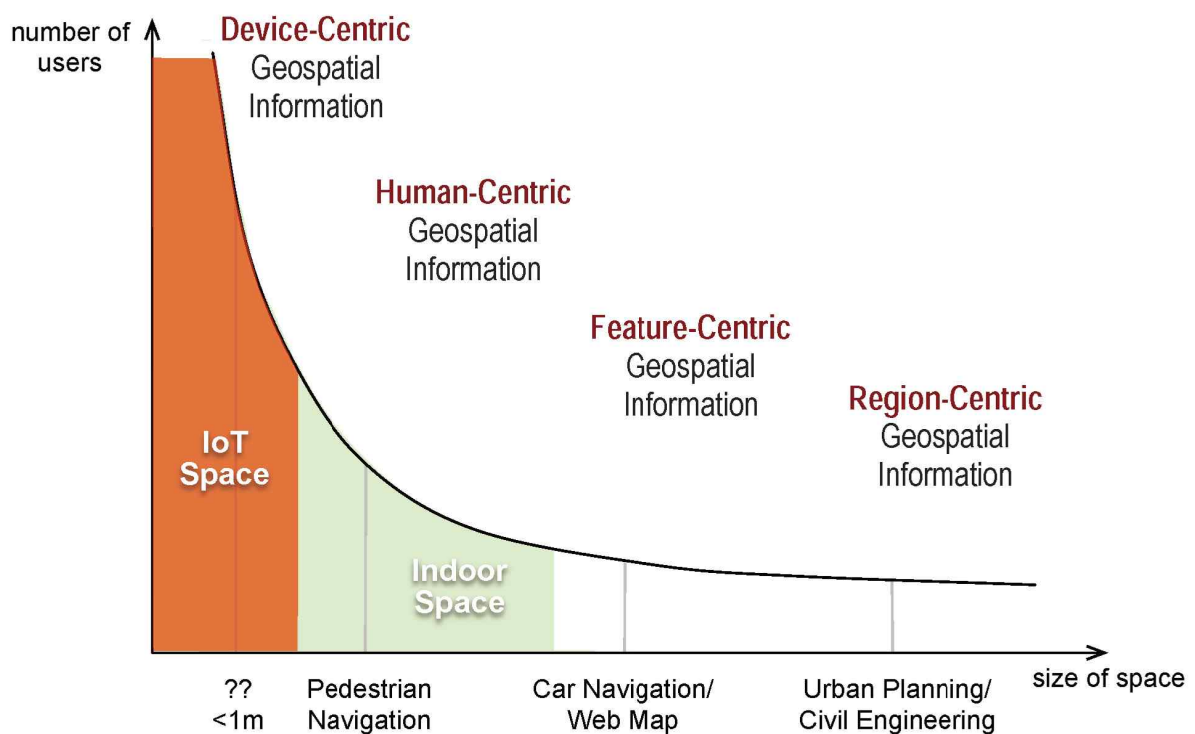 number of
users
Device-Centric
Geospatial
Information
Human-Centric
Geospatial
Information
Feature-Centric
Geospatial
Information
Region-Centric
Geospatial
Information
IoT
Space
Indoor
Space
size of space
??
<1m
Pedestrian
Navigation
Car Navigation/
Web Map
Urban Planning/
Civil Engineering